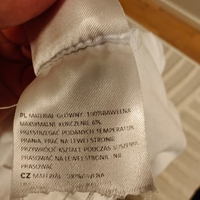 PL MATERIAŁ GŁÓWNY: 100%BAWEŁNA
MAKSYMALNE KURCZENIE 6%
PRZESTRZEGAĆ PODANYCH TEMPERATUR
PRANIA, PRAĆ NA LEWEJ STRONIE,
PRZYWRÓCIĆ KSZTAŁT PODCZAS SUSZENIA,
PRASOWAĆ NA LEWEJ STRONIE, NIE
PRASOWAĆ
CZ MATERIÁL: 100%BAVLNA